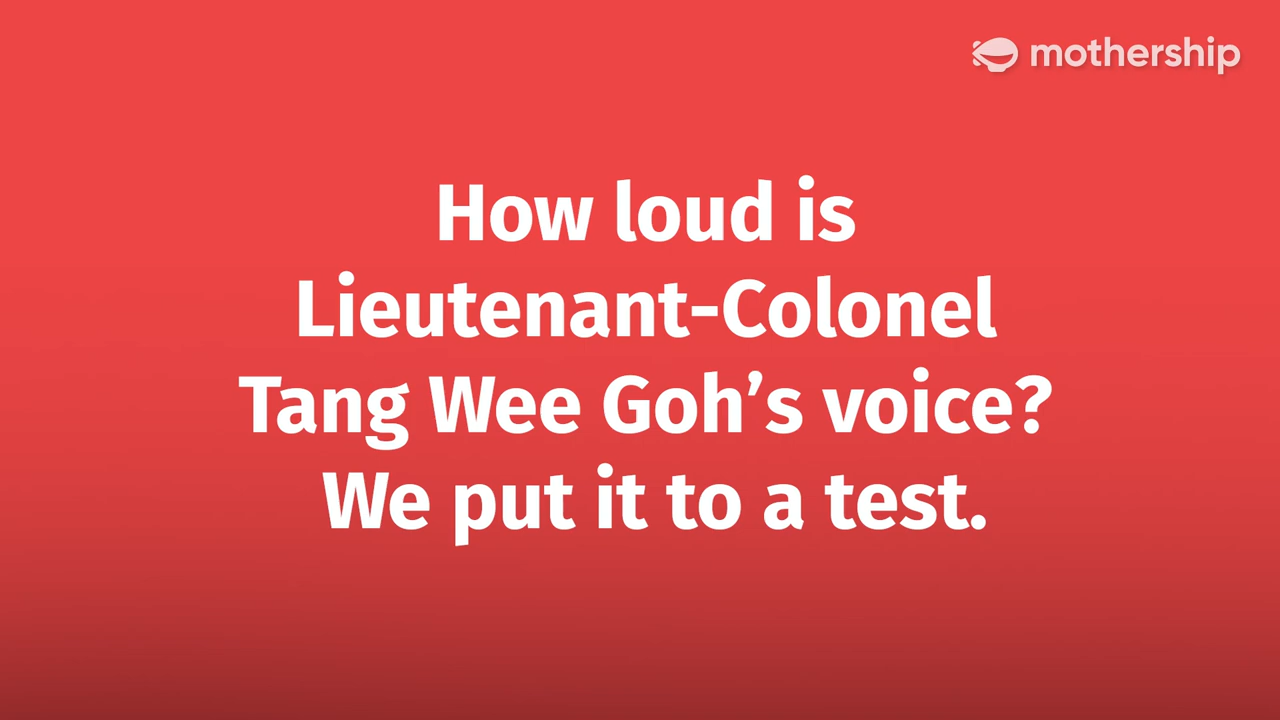 mothership
How loud is
Lieutenant-Colonel
Tang Wee Goh’s voice?
We put it to a test.